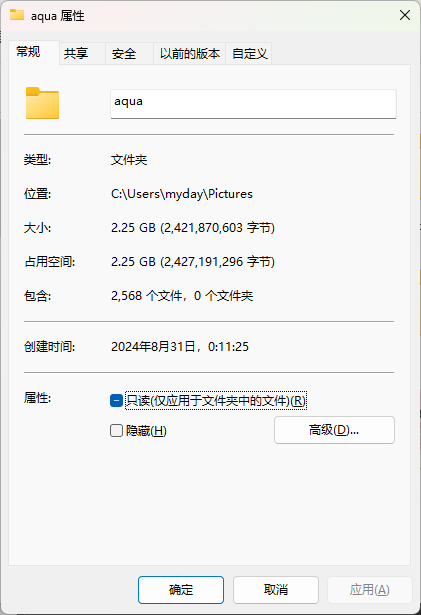 aqua 属性
常规 共享 安全 以前的版本 自定义
aqua
类型: 文件夹
位置: C:\Users\myday\Pictures
大小: 2.25 GB (2,421,870,603 字节)
占用空间: 2.25 GB (2,427,191,296 字节)
包含: 2,568 个文件，0 个文件夹
创建时间: 2024年8月31日，0:11:25
属性: 只读(仅应用于文件夹中的文件)(R)
隐藏(H) 高级(D)...
确定 取消 应用(A)